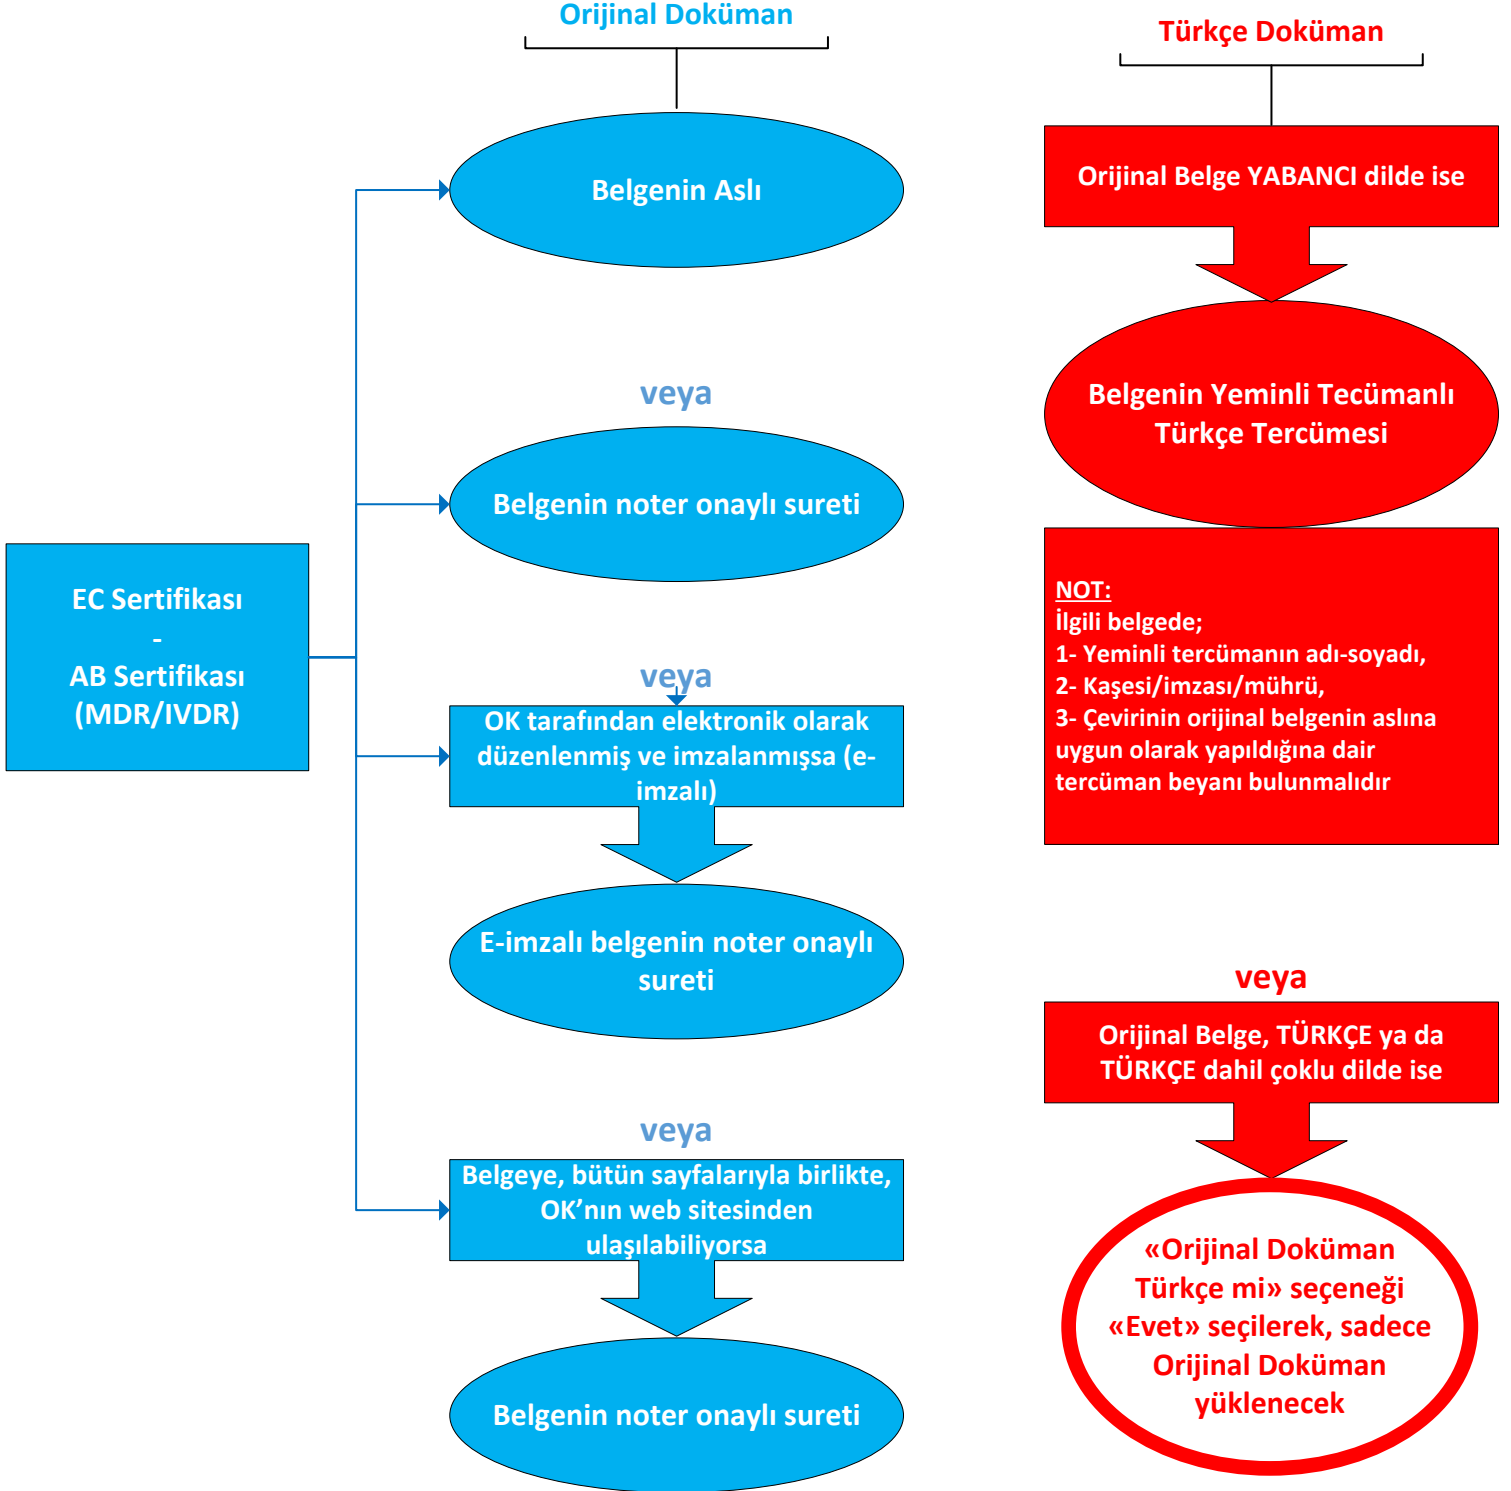 Orijinal Doküman
Belgenin Aslı
veya
Belgenin noter onaylı sureti
EC Sertifikası
-
AB Sertifikası
(MDR/IVDR)
veya
OK tarafından elektronik olarak
düzenlenmiş ve imzalanmışsa (e-
imzalı)
E-imzalı belgenin noter onaylı
sureti
veya
Belgeye, bütün sayfalarıyla birlikte,
OK’nın web sitesinden
ulaşılabiliyorsa
Belgenin noter onaylı sureti
Türkçe Doküman
Orijinal Belge YABANCI dilde ise
Belgenin Yeminli Tecümanlı
Türkçe Tercümesi
NOT:
İlgili belgede;
1- Yeminli tercümanın adı-soyadı,
2- Kaşesi/imzası/mührü,
3- Çevirinin orijinal belgenin aslına
uygun olarak yapıldığına dair
tercüman beyanı bulunmalıdır
veya
Orijinal Belge, TÜRKÇE ya da
TÜRKÇE dahil çoklu dilde ise
«Orijinal Doküman
Türkçe mi» seçeneği
«Evet» seçilerek, sadece
Orijinal Doküman
yüklenecek